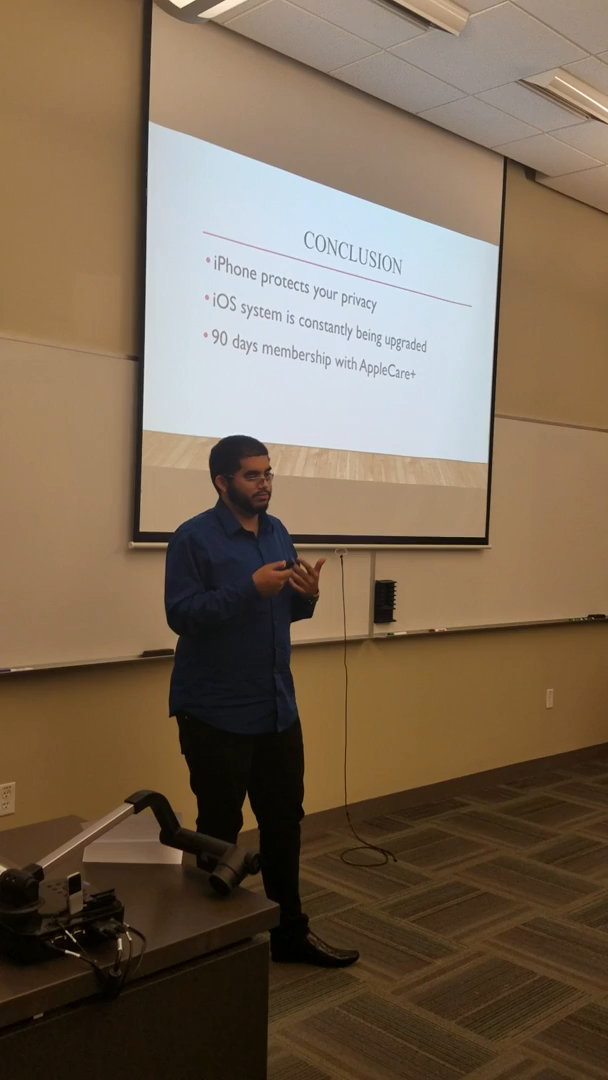 CONCLUSION
• iPhone protects your privacy
• iOS system is constantly being upgraded
• 90 days membership with AppleCare+